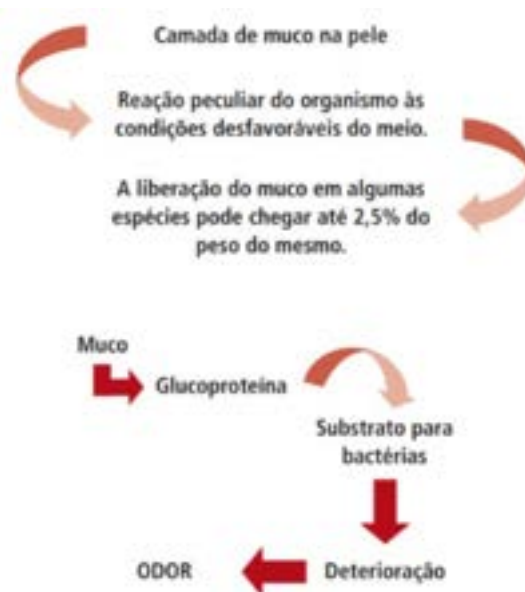 Camada de muco na pele
Reação peculiar do organismo às
condições desfavoráveis do meio.
A liberação do muco em algumas
espécies pode chegar até 2,5% do
peso do mesmo.
Muco
Glucoproteína
Substrato para
bactérias
Deterioração
ODOR